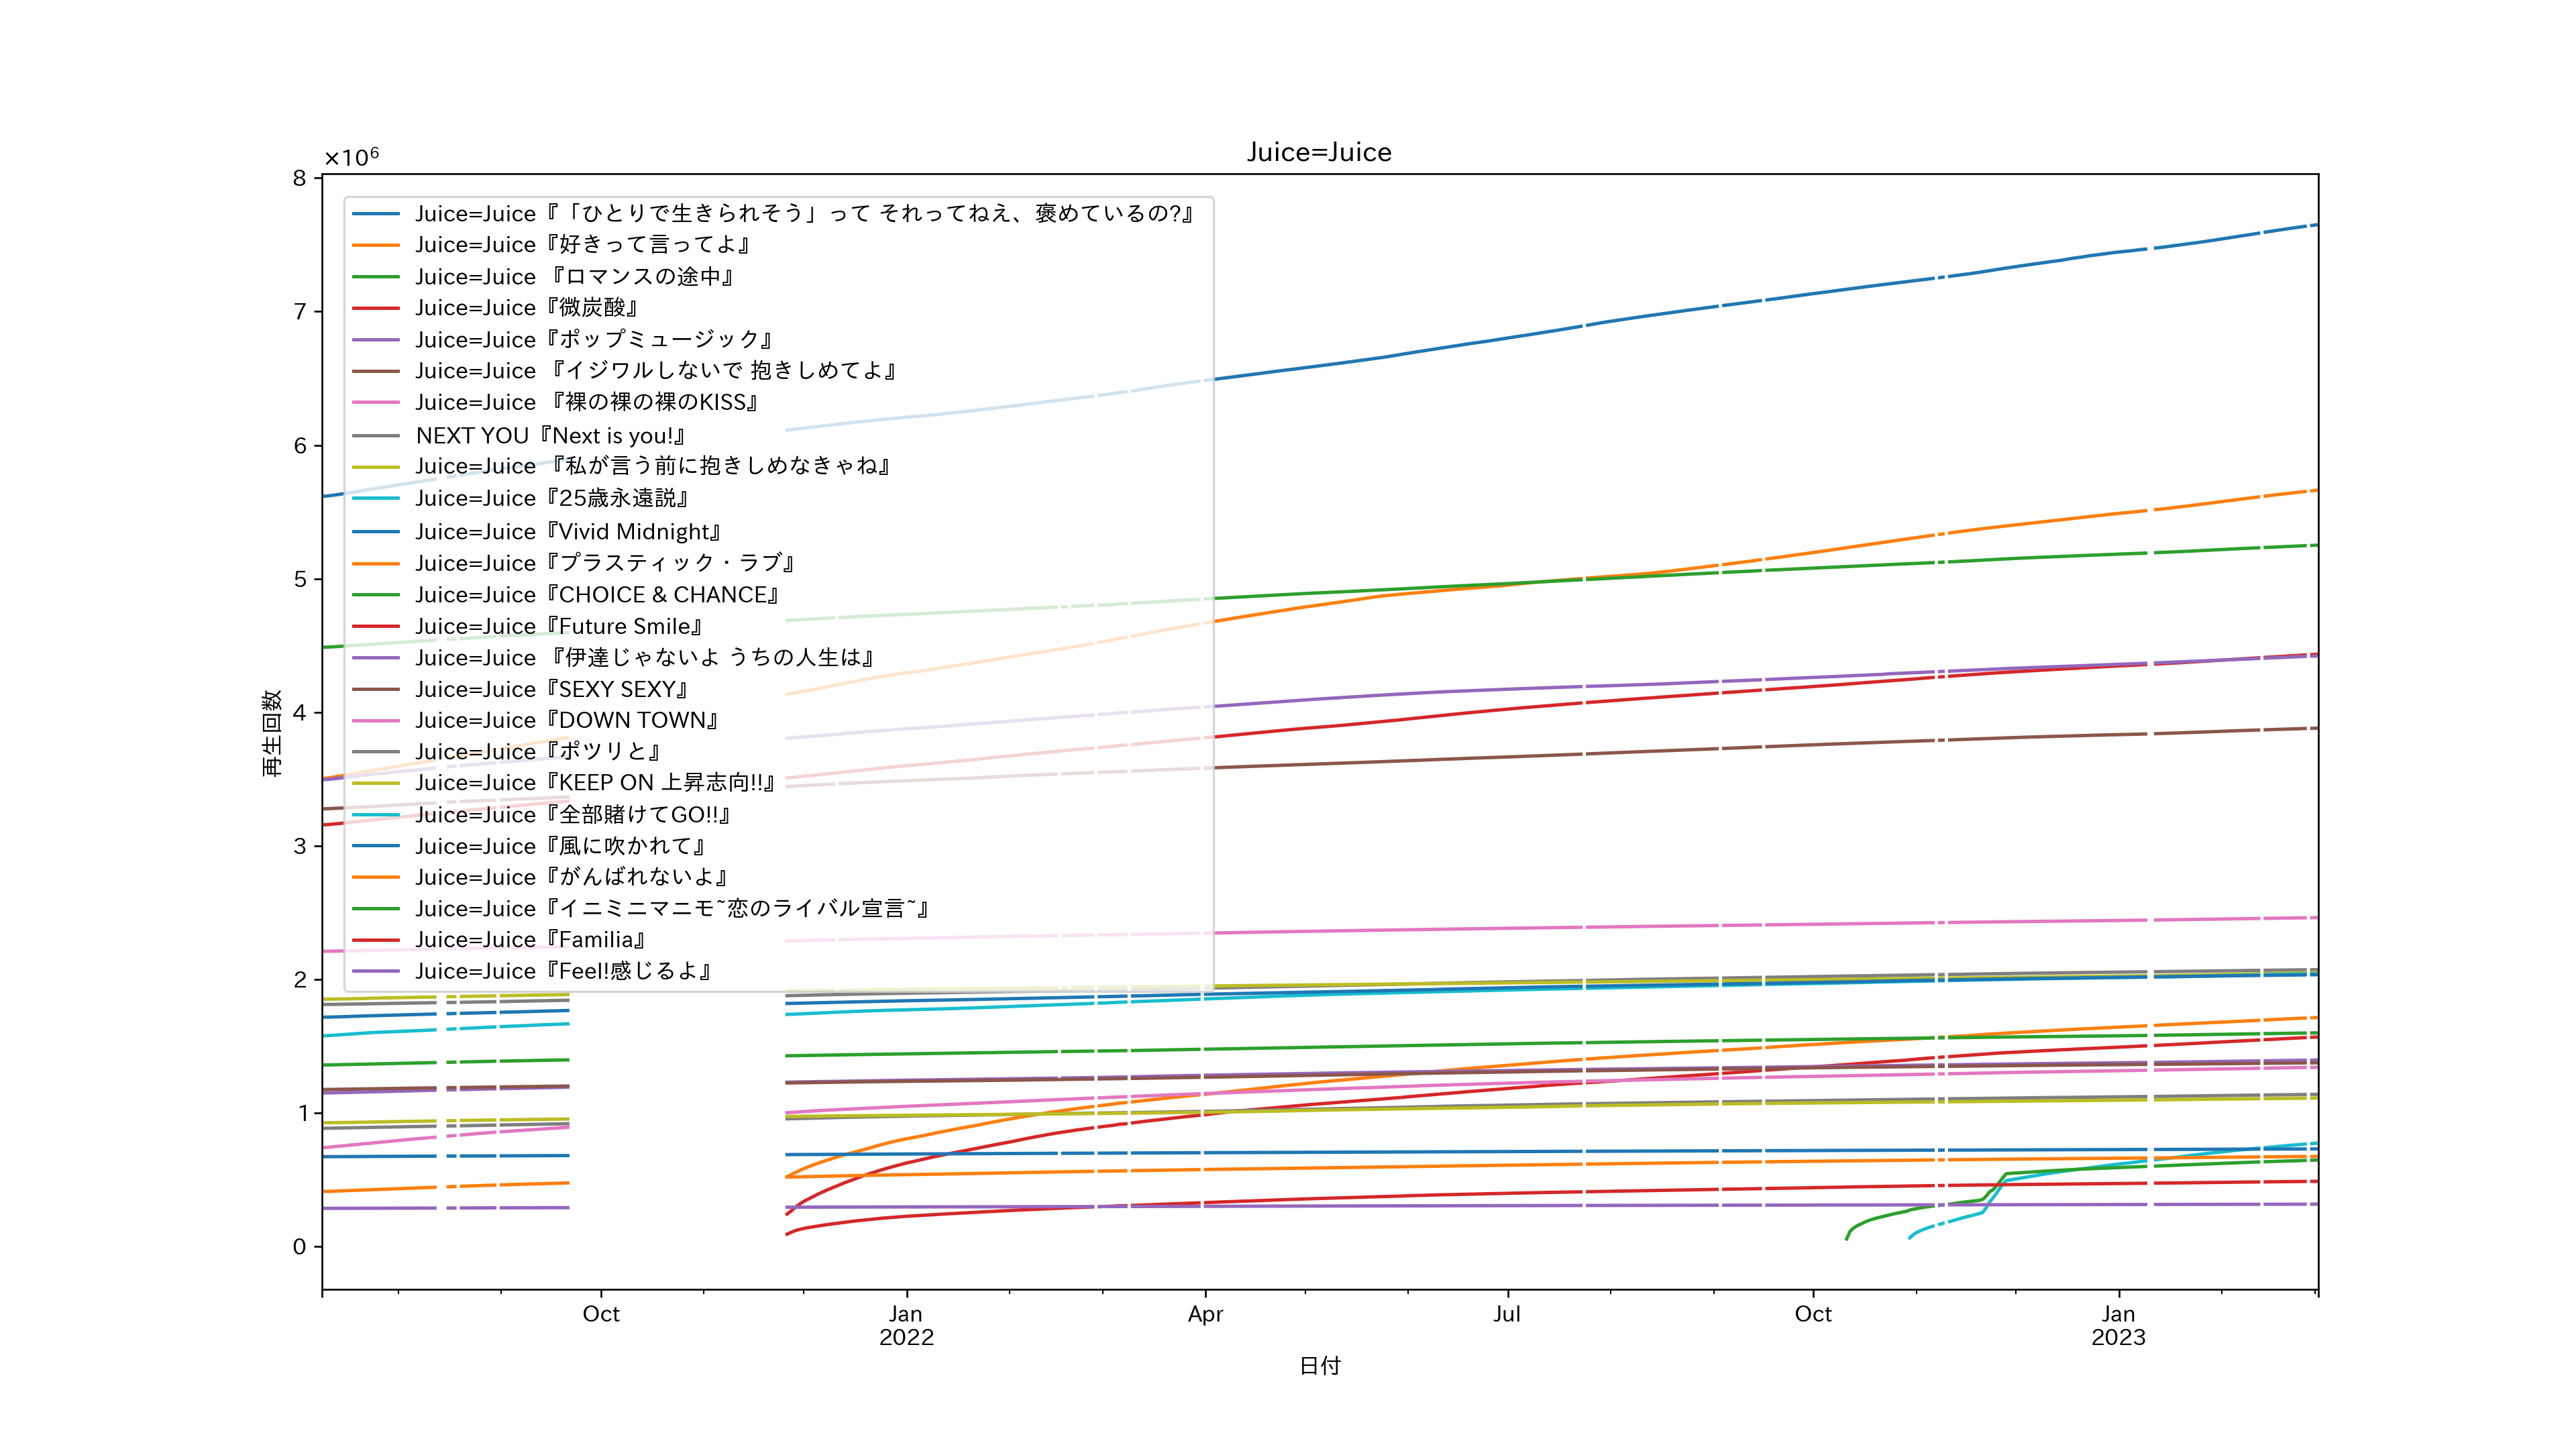 Juice=Juice
×10⁶
8
7
6
5
4
3
2
1
0
再生回数
Juice=Juice『「ひとりで生きられそう」って それってねえ、褒めているの?』
Juice=Juice『好きって言ってよ』
Juice=Juice 『ロマンスの途中』
Juice=Juice『微炭酸』
Juice=Juice『ポップミュージック』
Juice=Juice 『イジワルしないで 抱きしめてよ』
Juice=Juice 『裸の裸の裸のKISS』
NEXT YOU『Next is you!』
Juice=Juice 『私が言う前に抱きしめなきゃね』
Juice=Juice『25歳永遠説』
Juice=Juice『Vivid Midnight』
Juice=Juice『プラスティック・ラブ』
Juice=Juice『CHOICE & CHANCE』
Juice=Juice『Future Smile』
Juice=Juice 『伊達じゃないよ うちの人生は』
Juice=Juice『SEXY SEXY』
Juice=Juice『DOWN TOWN』
Juice=Juice『ポツリと』
Juice=Juice『KEEP ON 上昇志向!!』
Juice=Juice『全部賭けてGO!!』
Juice=Juice『風に吹かれて』
Juice=Juice『がんばれないよ』
Juice=Juice『イニミニマニモ~恋のライバル宣言~』
Juice=Juice『Familia』
Juice=Juice『Feel!感じるよ』
Oct Jan Apr Jul Oct Jan
2022 2023
日付